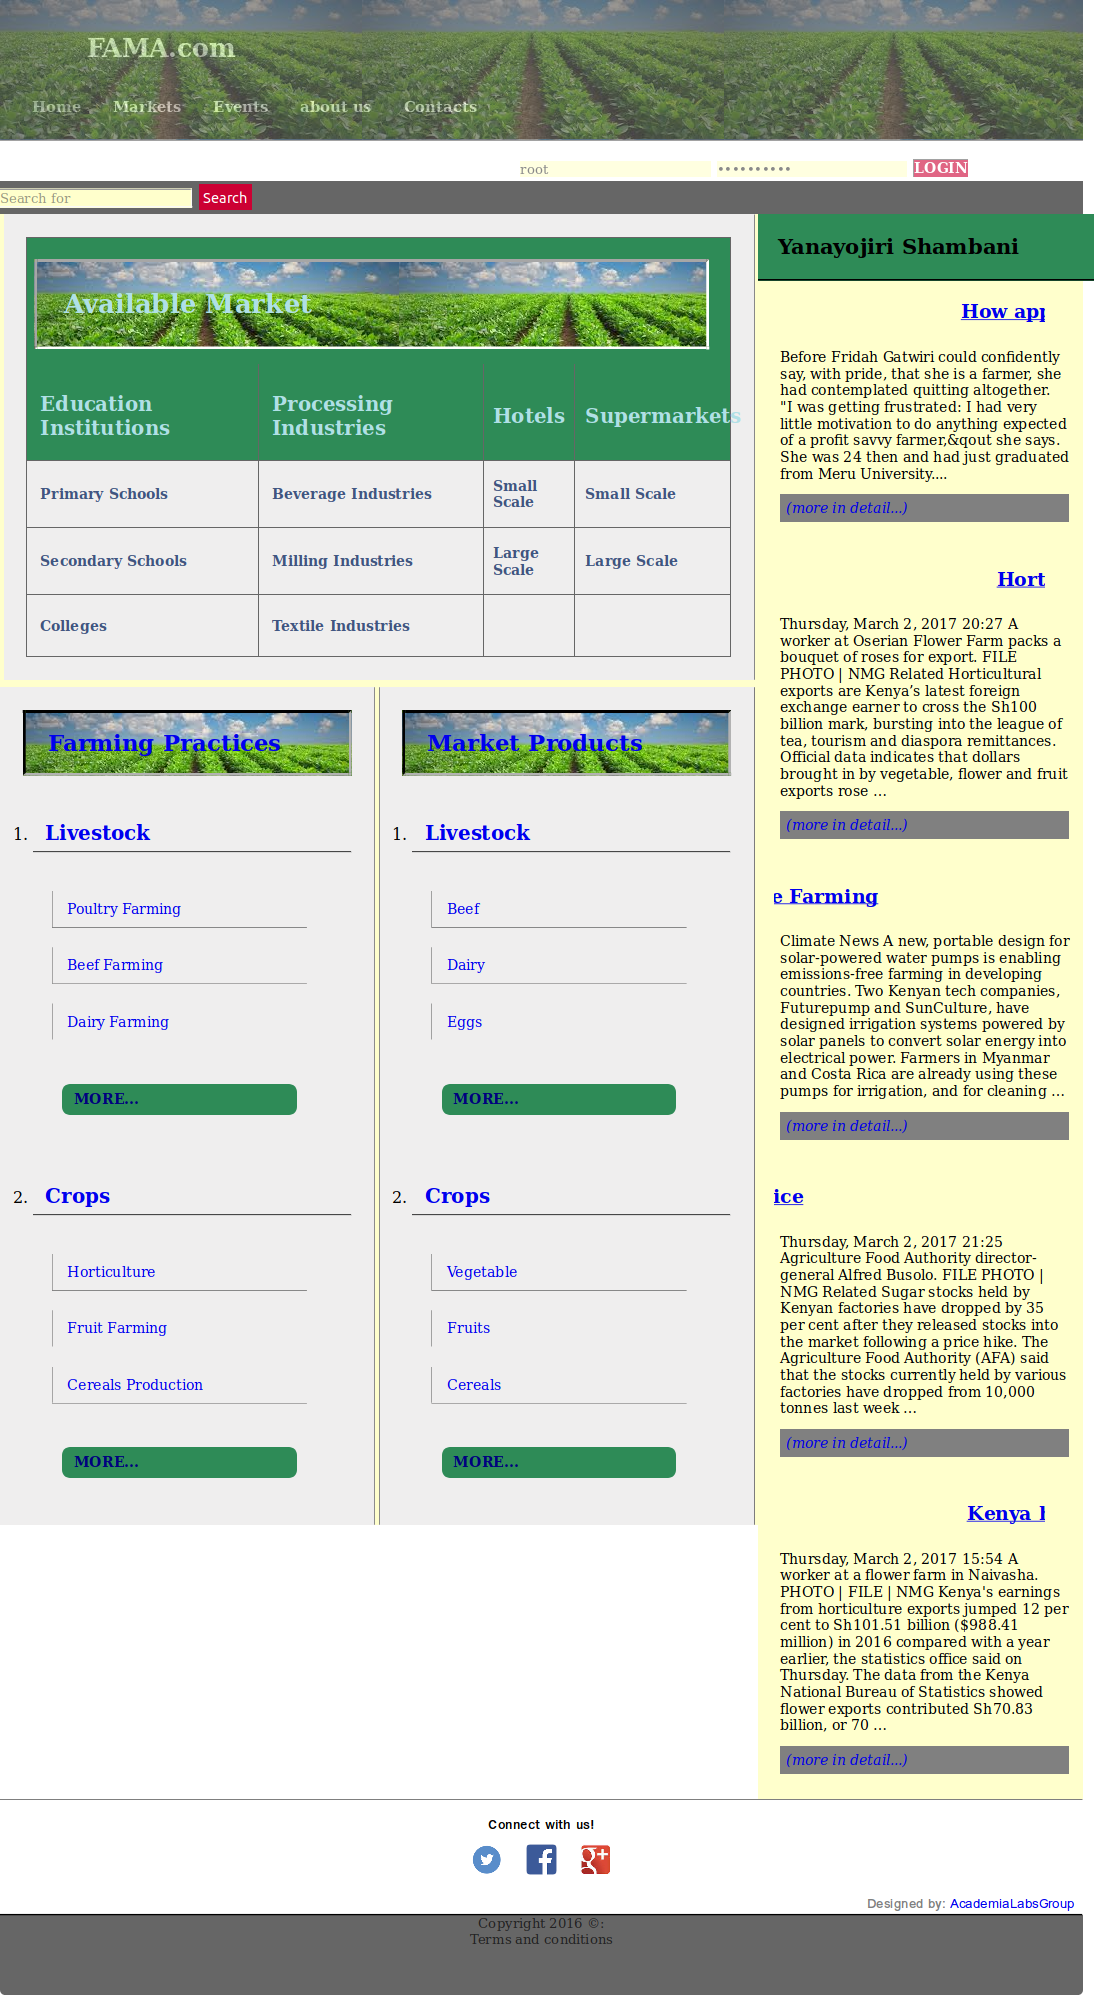 FAMA.com
Home Markets Events about us Contacts
root •••••••••• LOGIN
Search for Search
Available Market
Education Institutions
Processing Industries
Hotels
Supermarkets
Primary Schools
Beverage Industries
Small Scale
Small Scale
Secondary Schools
Milling Industries
Large Scale
Large Scale
Colleges
Textile Industries
Farming Practices
1. Livestock
Poultry Farming
Beef Farming
Dairy Farming
MORE...
2. Crops
Horticulture
Fruit Farming
Cereals Production
MORE...
Market Products
1. Livestock
Beef
Dairy
Eggs
MORE...
2. Crops
Vegetable
Fruits
Cereals
MORE...
Yanayojiri Shambani
How app
Before Fridah Gatwiri could confidently
say, with pride, that she is a farmer, she
had contemplated quitting altogether.
"I was getting frustrated: I had very
little motivation to do anything expected
of a profit savvy farmer,&qout she says.
She was 24 then and had just graduated
from Meru University....
(more in detail...)
Hort
Thursday, March 2, 2017 20:27 A
worker at Oserian Flower Farm packs a
bouquet of roses for export. FILE
PHOTO | NMG Related Horticultural
exports are Kenya’s latest foreign
exchange earner to cross the Sh100
billion mark, bursting into the league of
tea, tourism and diaspora remittances.
Official data indicates that dollars
brought in by vegetable, flower and fruit
exports rose ...
(more in detail...)
e Farming
Climate News A new, portable design for
solar-powered water pumps is enabling
emissions-free farming in developing
countries. Two Kenyan tech companies,
Futurepump and SunCulture, have
designed irrigation systems powered by
solar panels to convert solar energy into
electrical power. Farmers in Myanmar
and Costa Rica are already using these
pumps for irrigation, and for cleaning ...
(more in detail...)
ice
Thursday, March 2, 2017 21:25
Agriculture Food Authority director-
general Alfred Busolo. FILE PHOTO |
NMG Related Sugar stocks held by
Kenyan factories have dropped by 35
per cent after they released stocks into
the market following a price hike. The
Agriculture Food Authority (AFA) said
that the stocks currently held by various
factories have dropped from 10,000
tonnes last week ...
(more in detail...)
Kenya
Thursday, March 2, 2017 15:54 A
worker at a flower farm in Naivasha.
PHOTO | FILE | NMG Kenya's earnings
from horticulture exports jumped 12 per
cent to Sh101.51 billion ($988.41
million) in 2016 compared with a year
earlier, the statistics office said on
Thursday. The data from the Kenya
National Bureau of Statistics showed
flower exports contributed Sh70.83
billion, or 70 ...
(more in detail...)
Connect with us!
Designed by: AcademiaLabsGroup
Copyright 2016 ©:
Terms and conditions